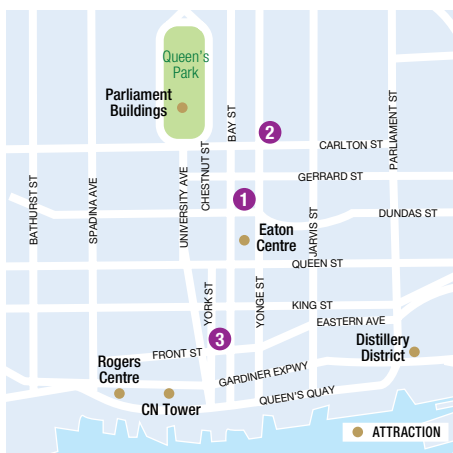 Queen's
Park
Parliament
Buildings
BAY ST
2
CARLTON ST
PARLIAMENT ST
CHESTNUT ST
GERRARD ST
BATHURST ST
SPADINA AVE
UNIVERSITY AVE
1
DUNDAS ST
JARVIS ST
Eaton
Centre
QUEEN ST
YORK ST
YONGE ST
KING ST
EASTERN AVE
3
FRONT ST
Distillery
District
Rogers
Centre
GARDINER EXPWY
QUEEN'S QUAY
CN Tower
ATTRACTION